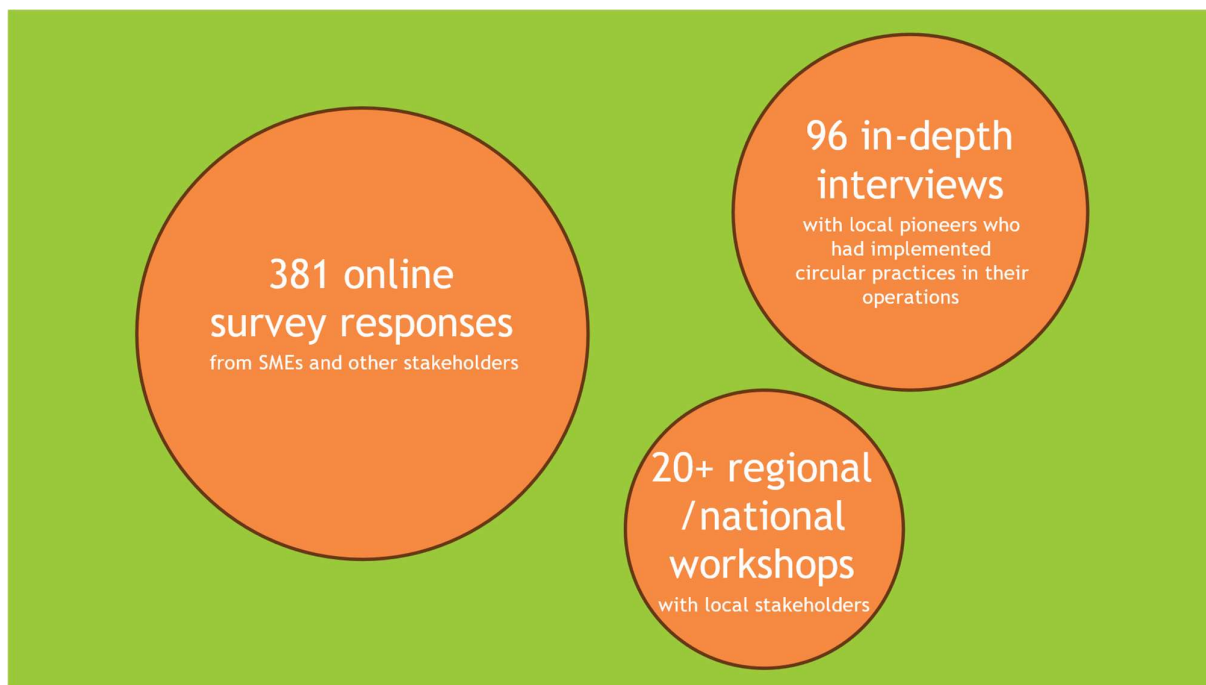 381 online
survey responses
from SMEs and other stakeholders
96 in-depth
interviews
with local pioneers who
had implemented
circular practices in their
operations
20+ regional
/national
workshops
with local stakeholders